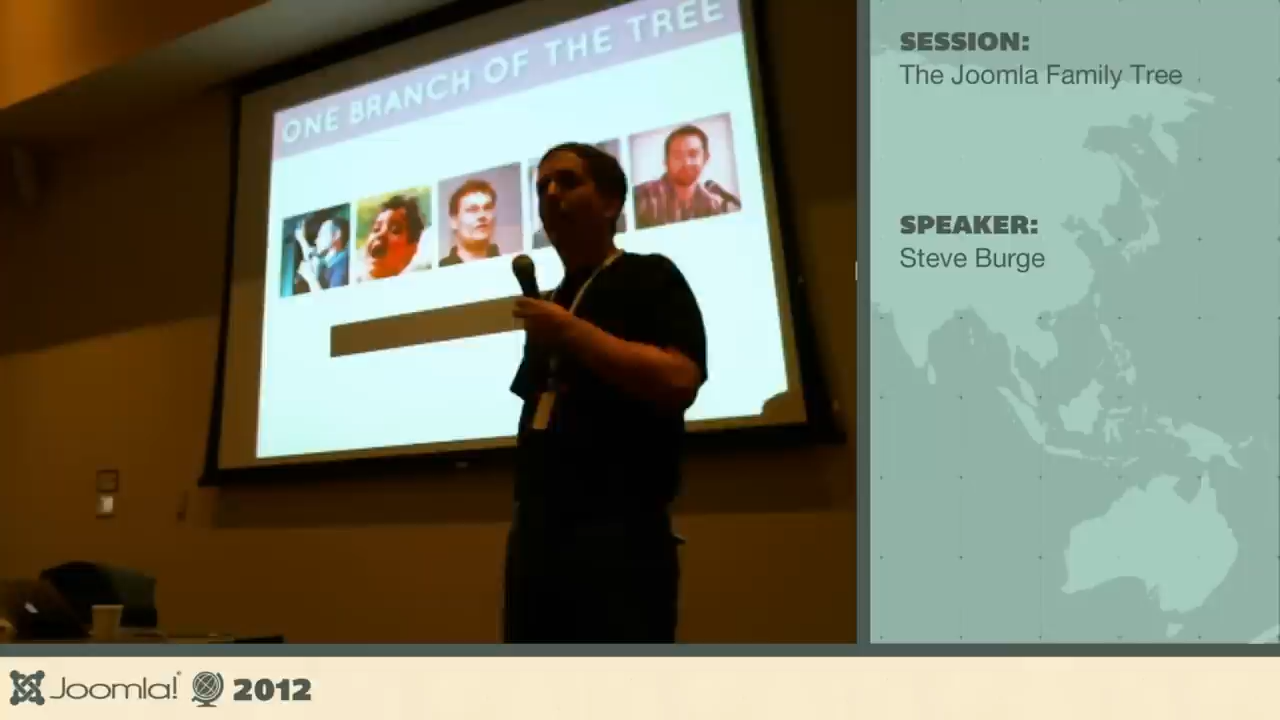 ONE BRANCH OF THE TREE
SESSION:
The Joomla Family Tree
SPEAKER:
Steve Burge
Joomla!® 2012